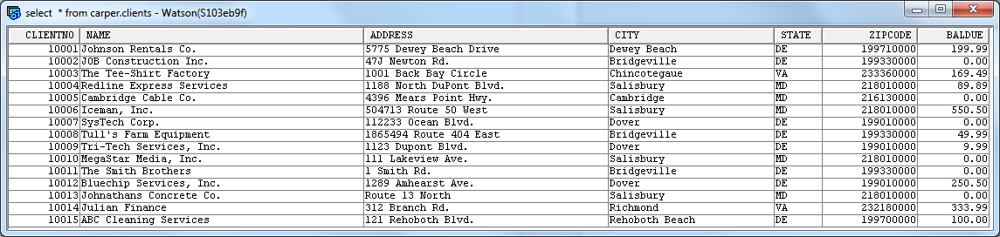 select * from carper.clients - Watson(S103eb9f)
CLIENTNO NAME ADDRESS CITY STATE ZIPCODE BALDUE
10001 Johnson Rentals Co. 5775 Dewey Beach Drive Dewey Beach DE 199710000 199.99
10002 JOB Construction Inc. 47J Newton Rd. Bridgeville DE 199330000 0.00
10003 The Tee-Shirt Factory 1001 Back Bay Circle Chincotegaue VA 233360000 169.49
10004 Redline Express Services 1188 North DuPont Blvd. Salisbury MD 218010000 89.89
10005 Cambridge Cable Co. 4396 Mears Point Hwy. Cambridge MD 216130000 0.00
10006 Iceman, Inc. 504713 Route 50 West Salisbury MD 218010000 550.50
10007 SysTech Corp. 112233 Ocean Blvd. Dover DE 199010000 0.00
10008 Tull's Farm Equipment 1865494 Route 404 East Bridgeville DE 199330000 49.99
10009 Tri-Tech Services, Inc. 1123 Dupont Blvd. Dover DE 199010000 9.99
10010 MegaStar Media, Inc. 111 Lakeview Ave. Salisbury MD 218010000 0.00
10011 The Smith Brothers 1 Smith Rd. Bridgeville DE 199330000 0.00
10012 Bluechip Services, Inc. 1289 Amhearst Ave. Dover DE 199010000 250.50
10013 Johnathans Concrete Co. Route 13 North Salisbury MD 218010000 0.00
10014 Julian Finance 312 Branch Rd. Richmond VA 232180000 333.99
10015 ABC Cleaning Services 121 Rehoboth Blvd. Rehoboth Beach DE 199700000 100.00